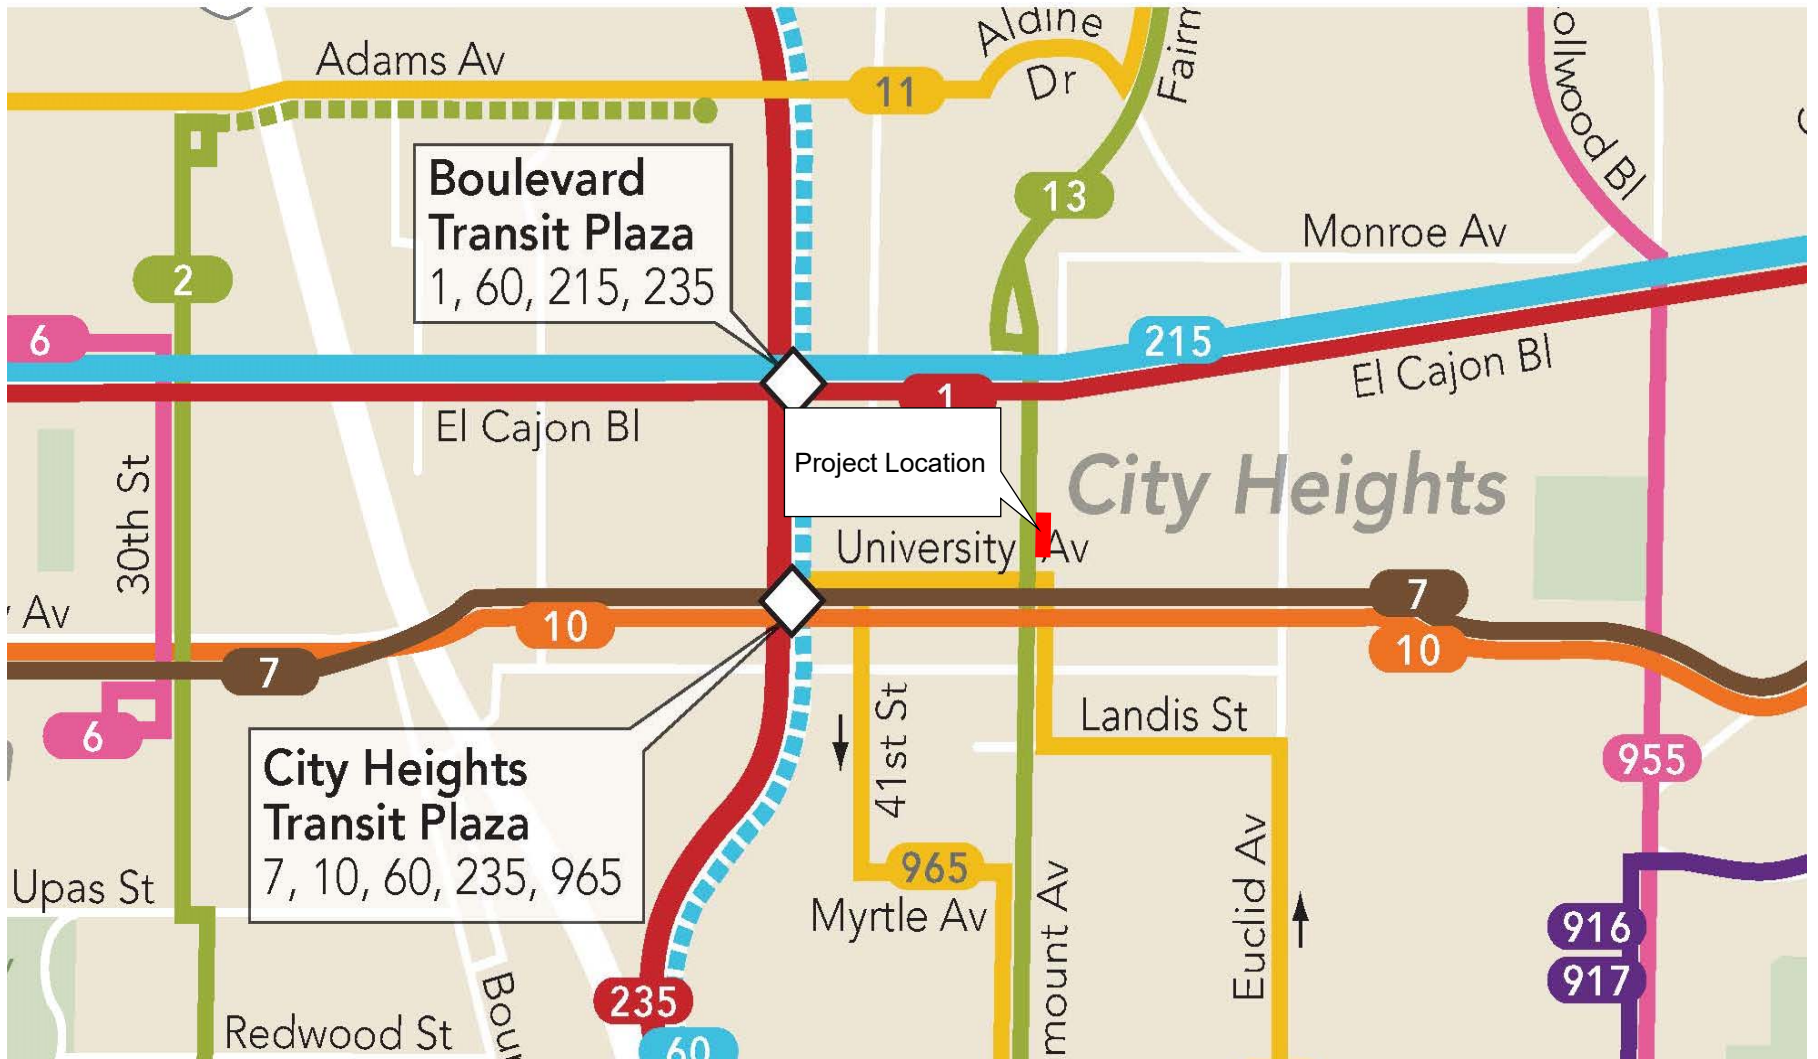 Adams Av
11
Aldine
Dr
Fairm
ollwood Bl
Boulevard
Transit Plaza
1, 60, 215, 235
13
Monroe Av
2
6
215
El Cajon Bl
1
El Cajon Bl
Project Location
City Heights
30th St
University Av
Av
10
7
7
10
6
41st St
Landis St
955
City Heights
Transit Plaza
7, 10, 60, 235, 965
965
Upas St
Myrtle Av
mount Av
Euclid Av
916
917
235
60
Redwood St
Boun